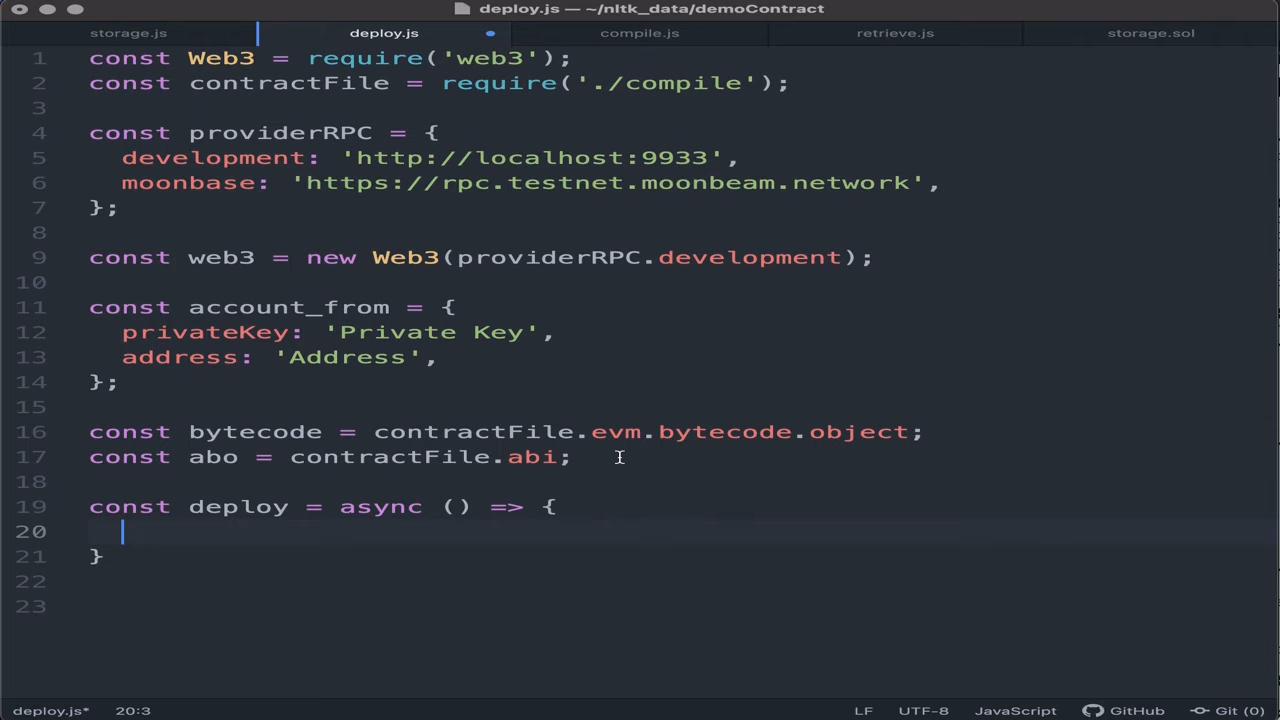 deploy.js — ~/nltk_data/demoContract
storage.js deploy.js compile.js retrieve.js storage.sol
1 const Web3 = require('web3');
2 const contractFile = require('./compile');
3
4 const providerRPC = {
5 development: 'http://localhost:9933',
6 moonbase: 'https://rpc.testnet.moonbeam.network',
7 };
8
9 const web3 = new Web3(providerRPC.development);
10
11 const account_from = {
12 privateKey: 'Private Key',
13 address: 'Address',
14 };
15
16 const bytecode = contractFile.evm.bytecode.object;
17 const abo = contractFile.abi;
18
19 const deploy = async () => {
20
21 }
22
23
deploy.js* 20:3 LF UTF-8 JavaScript GitHub Git (0)